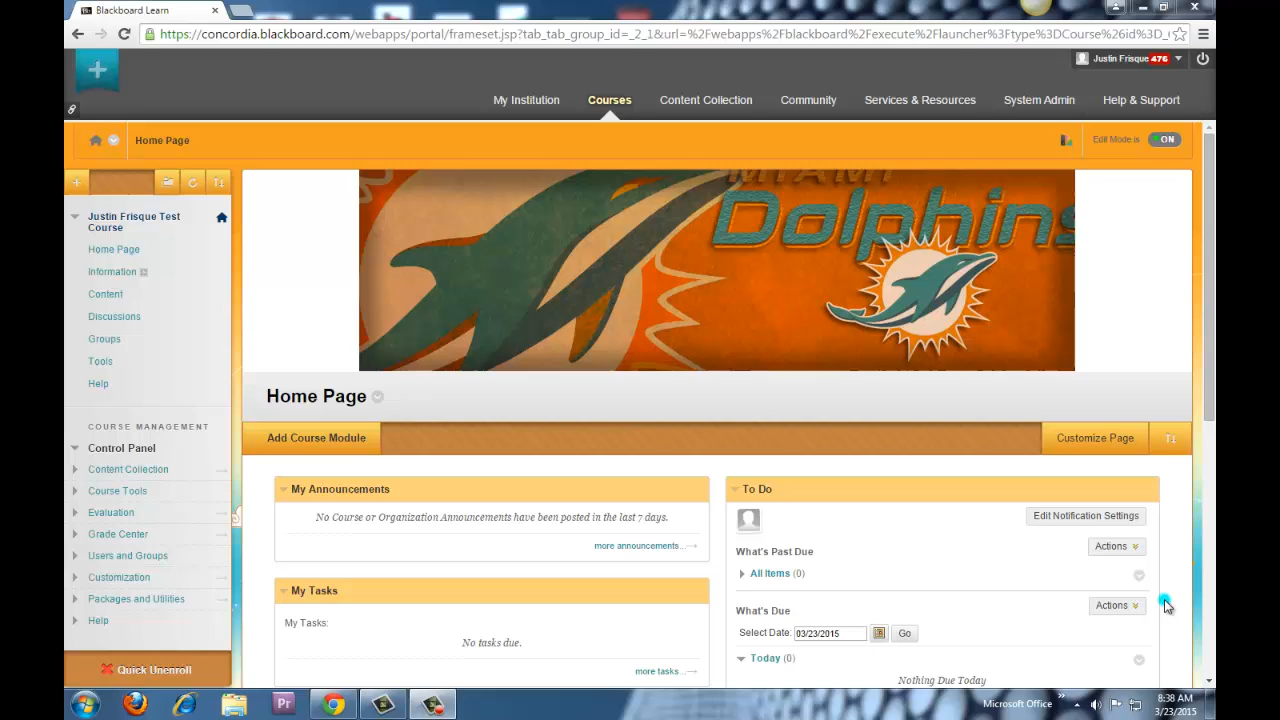 Blackboard Learn
https://concordia.blackboard.com/webapps/portal/frameset.jsp?tab_tab_group_id=_2_1&url=%2Fwebapps%2Fblackboard%2Fexecute%2Flauncher%3Ftype%3DCourse%26id%3D_
Justin Frisque 476
My Institution Courses Content Collection Community Services & Resources System Admin Help & Support
Home Page
Edit Mode is ON
MIAMI
Dolphins
Justin Frisque Test
Course
Home Page
Information
Content
Discussions
Groups
Tools
Help
COURSE MANAGEMENT
Control Panel
Content Collection
Course Tools
Evaluation
Grade Center
Users and Groups
Customization
Packages and Utilities
Help
Quick Unenroll
Home Page
Add Course Module
Customize Page
My Announcements
No Course or Organization Announcements have been posted in the last 7 days.
more announcements...
My Tasks
My Tasks:
No tasks due.
more tasks...
To Do
Edit Notification Settings
What's Past Due
Actions
All Items (0)
What's Due
Actions
Select Date: 03/23/2015 Go
Today (0)
Nothing Due Today
Pr
Microsoft Office
8:38 AM
3/23/2015